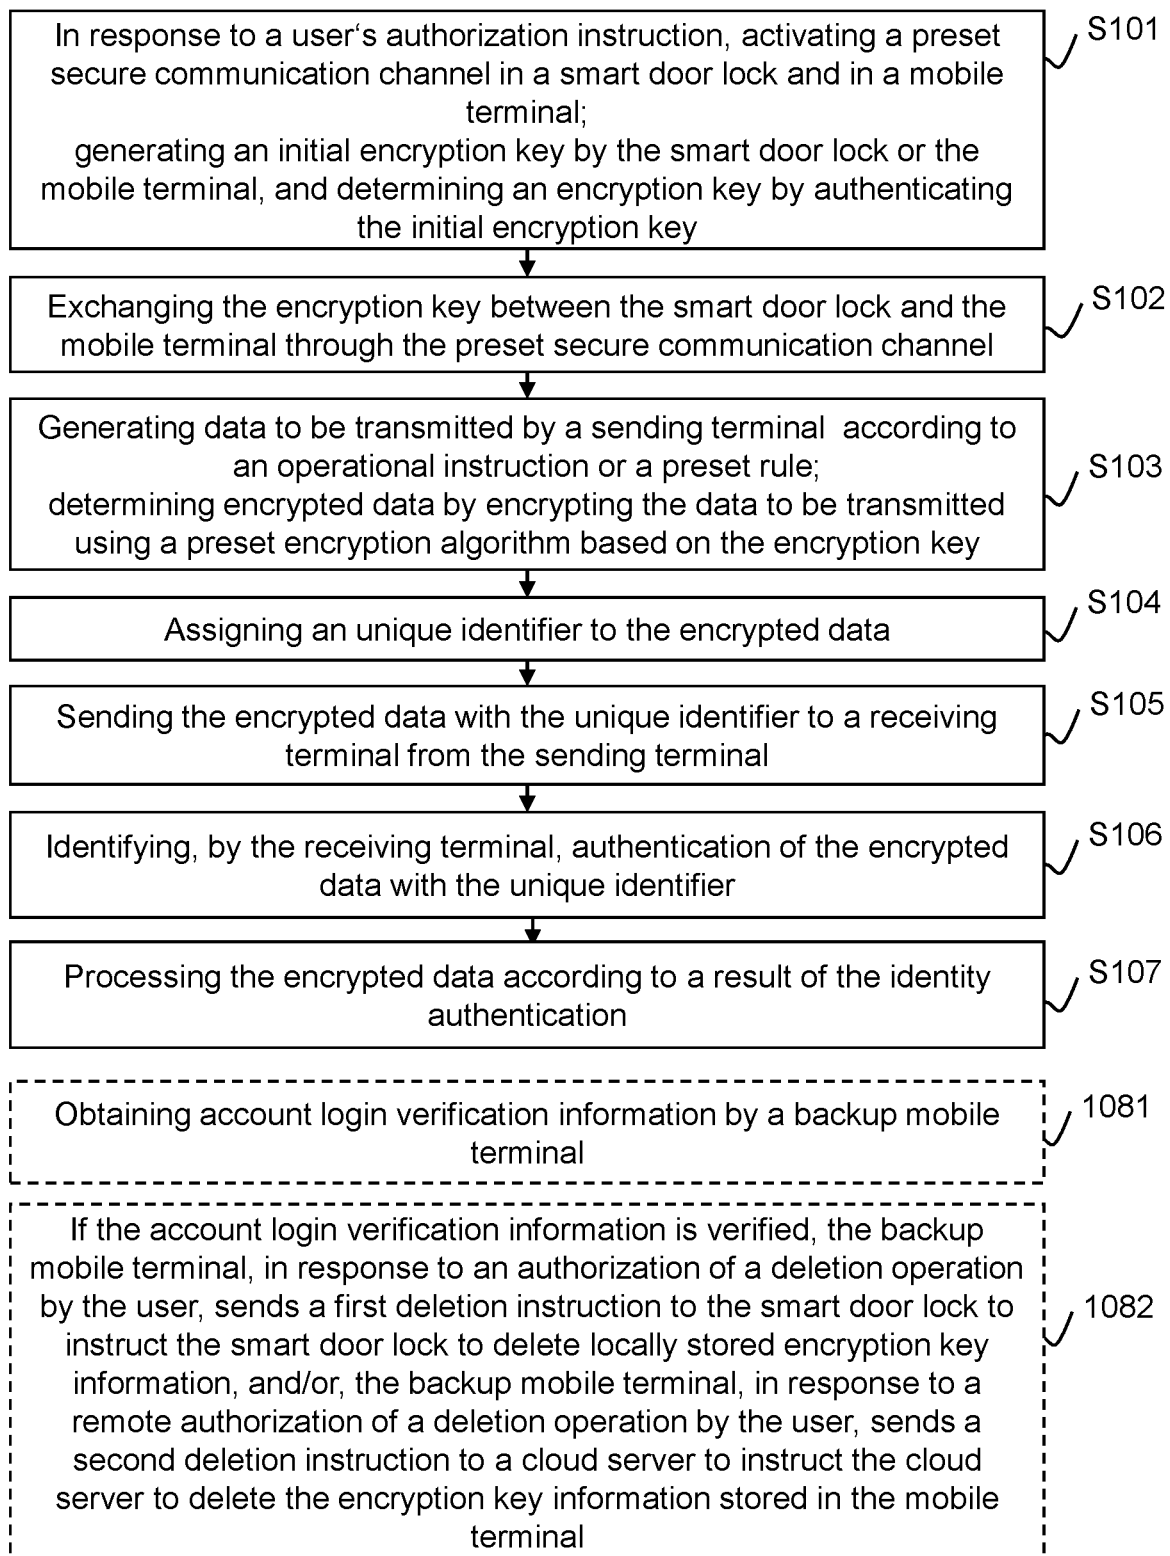 In response to a user‘s authorization instruction, activating a preset
secure communication channel in a smart door lock and in a mobile
terminal;
generating an initial encryption key by the smart door lock or the
mobile terminal, and determining an encryption key by authenticating
the initial encryption key
S101
Exchanging the encryption key between the smart door lock and the
mobile terminal through the preset secure communication channel
S102
Generating data to be transmitted by a sending terminal according to
an operational instruction or a preset rule;
determining encrypted data by encrypting the data to be transmitted
using a preset encryption algorithm based on the encryption key
S103
Assigning an unique identifier to the encrypted data
S104
Sending the encrypted data with the unique identifier to a receiving
terminal from the sending terminal
S105
Identifying, by the receiving terminal, authentication of the encrypted
data with the unique identifier
S106
Processing the encrypted data according to a result of the identity
authentication
S107
Obtaining account login verification information by a backup mobile
terminal
1081
If the account login verification information is verified, the backup
mobile terminal, in response to an authorization of a deletion operation
by the user, sends a first deletion instruction to the smart door lock to
instruct the smart door lock to delete locally stored encryption key
information, and/or, the backup mobile terminal, in response to a
remote authorization of a deletion operation by the user, sends a
second deletion instruction to a cloud server to instruct the cloud
server to delete the encryption key information stored in the mobile
terminal
1082